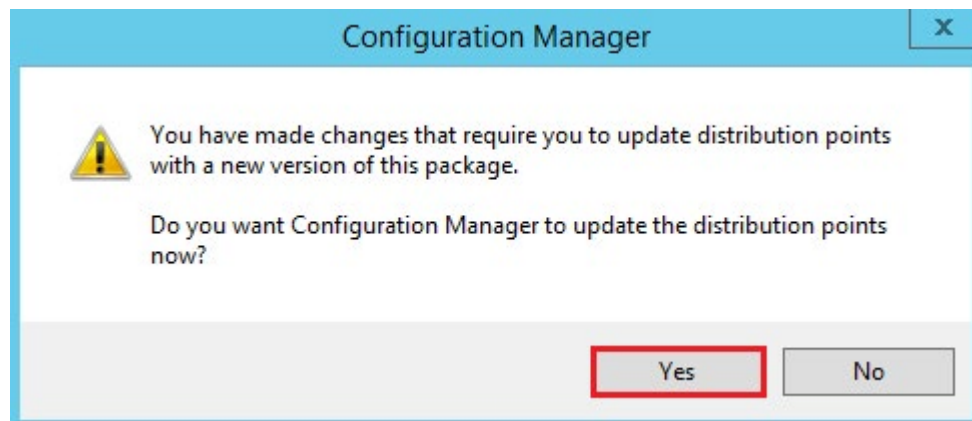 Configuration Manager
x
You have made changes that require you to update distribution points
with a new version of this package.
Do you want Configuration Manager to update the distribution points
now?
Yes
No